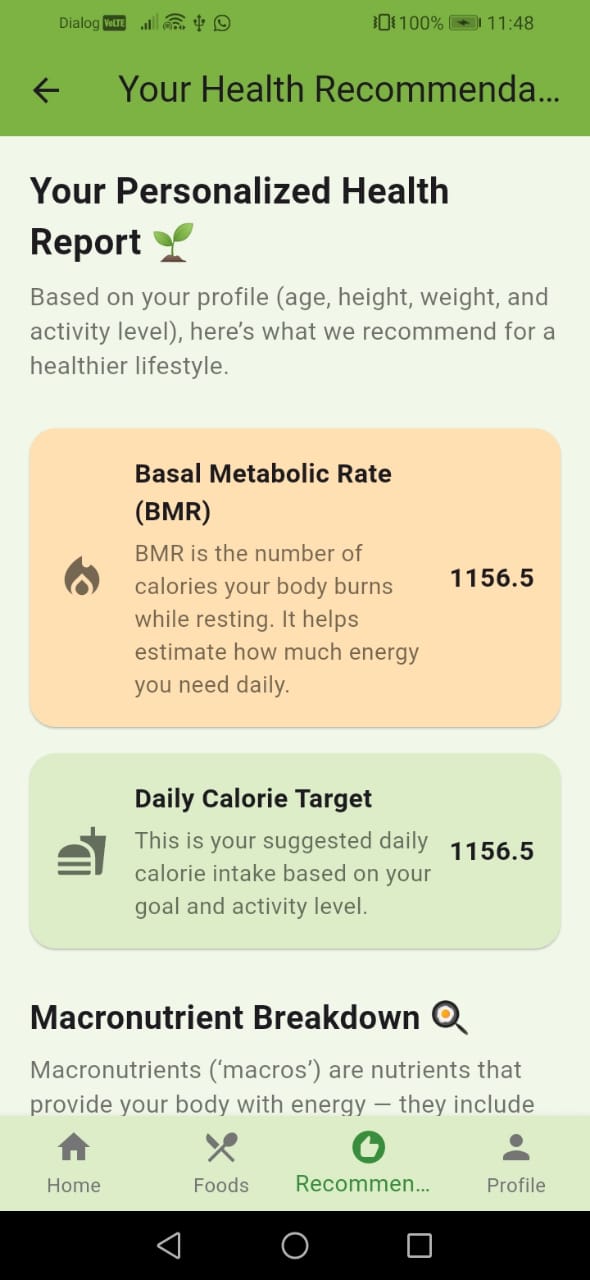 Dialog VoLTE 100% 11:48
Your Health Recommenda...
Your Personalized Health
Report
Based on your profile (age, height, weight, and
activity level), here’s what we recommend for a
healthier lifestyle.
Basal Metabolic Rate
(BMR)
BMR is the number of
calories your body burns
while resting. It helps
estimate how much energy
you need daily.
1156.5
Daily Calorie Target
This is your suggested daily
calorie intake based on your
goal and activity level.
1156.5
Macronutrient Breakdown
Macronutrients (‘macros’) are nutrients that
provide your body with energy — they include
Home Foods Recommen... Profile